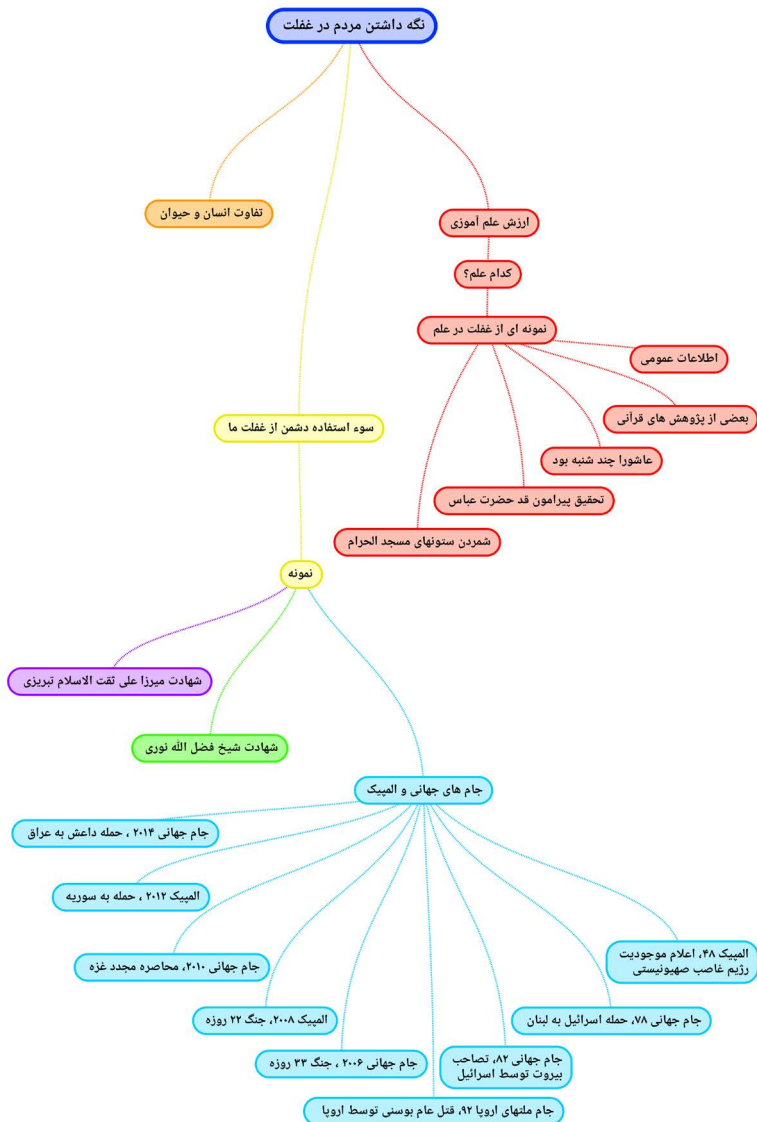 نگه داشتن مردم در غفلت
ارزش علم آموزی
کدام علم؟
نمونه ای از غفلت در علم
اطلاعات عمومی
بعضی از پژوهش های قرآنی
عاشورا چند شنبه بود
تحقیق پیرامون قد حضرت عباس
شمردن ستونهای مسجد الحرام
سوء استفاده دشمن از غفلت ما
نمونه
جام های جهانی و المپیک
المپیک ۴۸، اعلام موجودیت
رژیم غاصب صهیونیستی
جام جهانی ۷۸، حمله اسرائیل به لبنان
جام جهانی ۸۲، تصاحب
بیروت توسط اسرائیل
جام ملتهای اروپا ۹۲، قتل عام بوسنی توسط اروپا
جام جهانی ۲۰۰۶ ، جنگ ۳۳ روزه
المپیک ۲۰۰۸، جنگ ۲۲ روزه
جام جهانی ۲۰۱۰، محاصره مجدد غزه
المپیک ۲۰۱۲ ، حمله به سوریه
جام جهانی ۲۰۱۴ ، حمله داعش به عراق
شهادت شیخ فضل الله نوری
شهادت میرزا علی ثقت الاسلام تبریزی
تفاوت انسان و حیوان